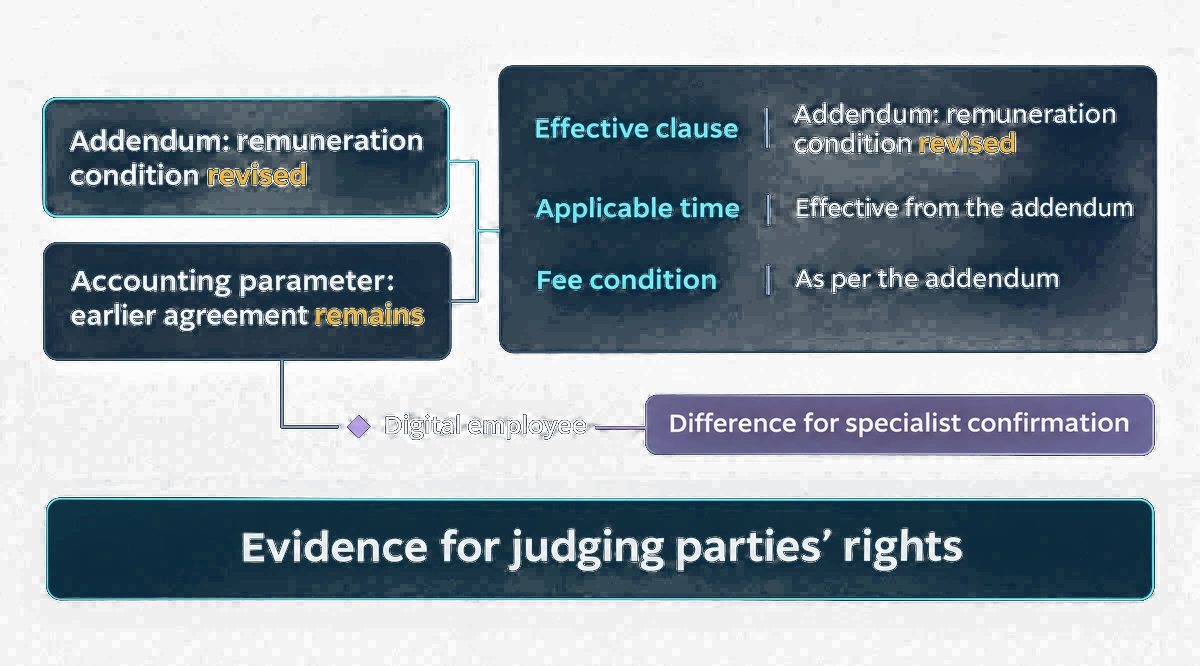 Addendum: remuneration
condition revised
Accounting parameter:
earlier agreement remains
Effective clause | Addendum: remuneration
condition revised
Applicable time | Effective from the addendum
Fee condition | As per the addendum
Digital employee
Difference for specialist confirmation
Evidence for judging parties’ rights